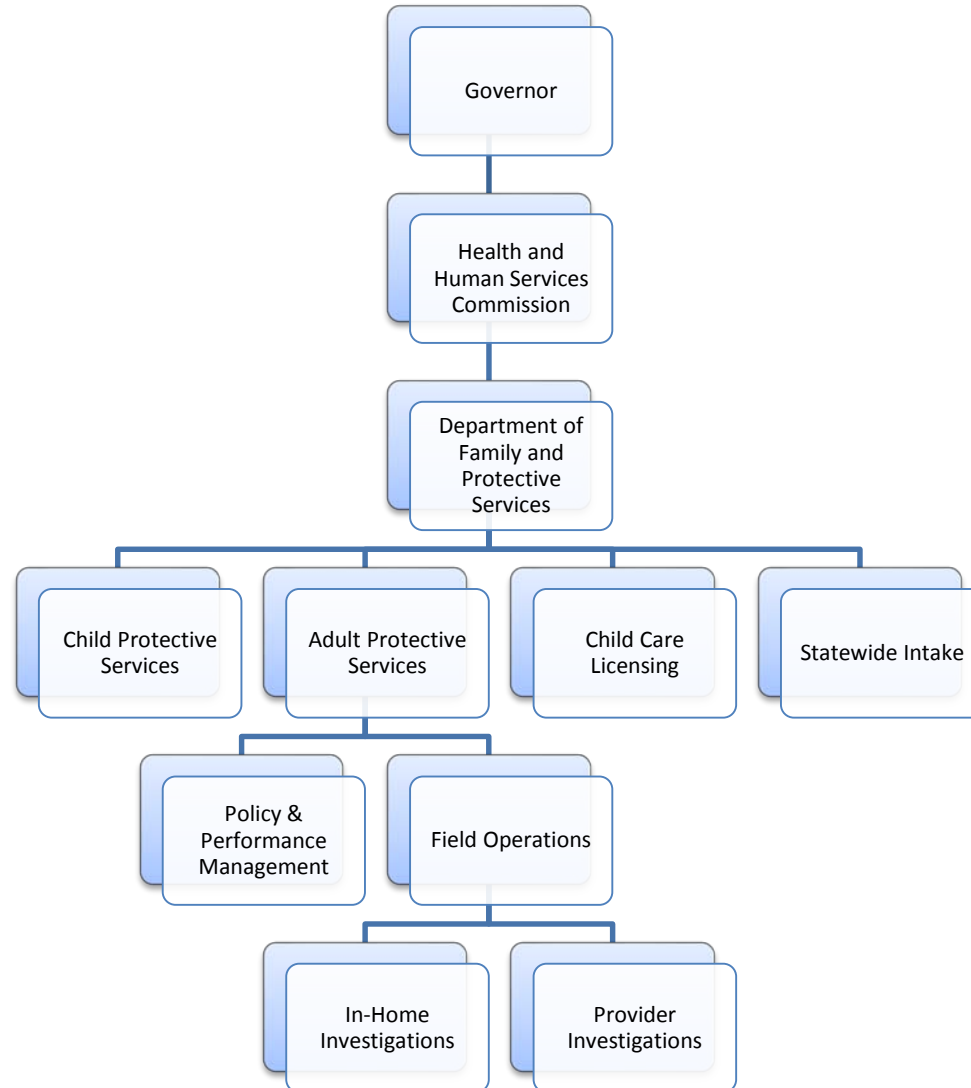 Governor
Health and
Human Services
Commission
Department of
Family and
Protective
Services
Child Protective
Services
Adult Protective
Services
Child Care
Licensing
Statewide Intake
Policy &
Performance
Management
Field Operations
In-Home
Investigations
Provider
Investigations